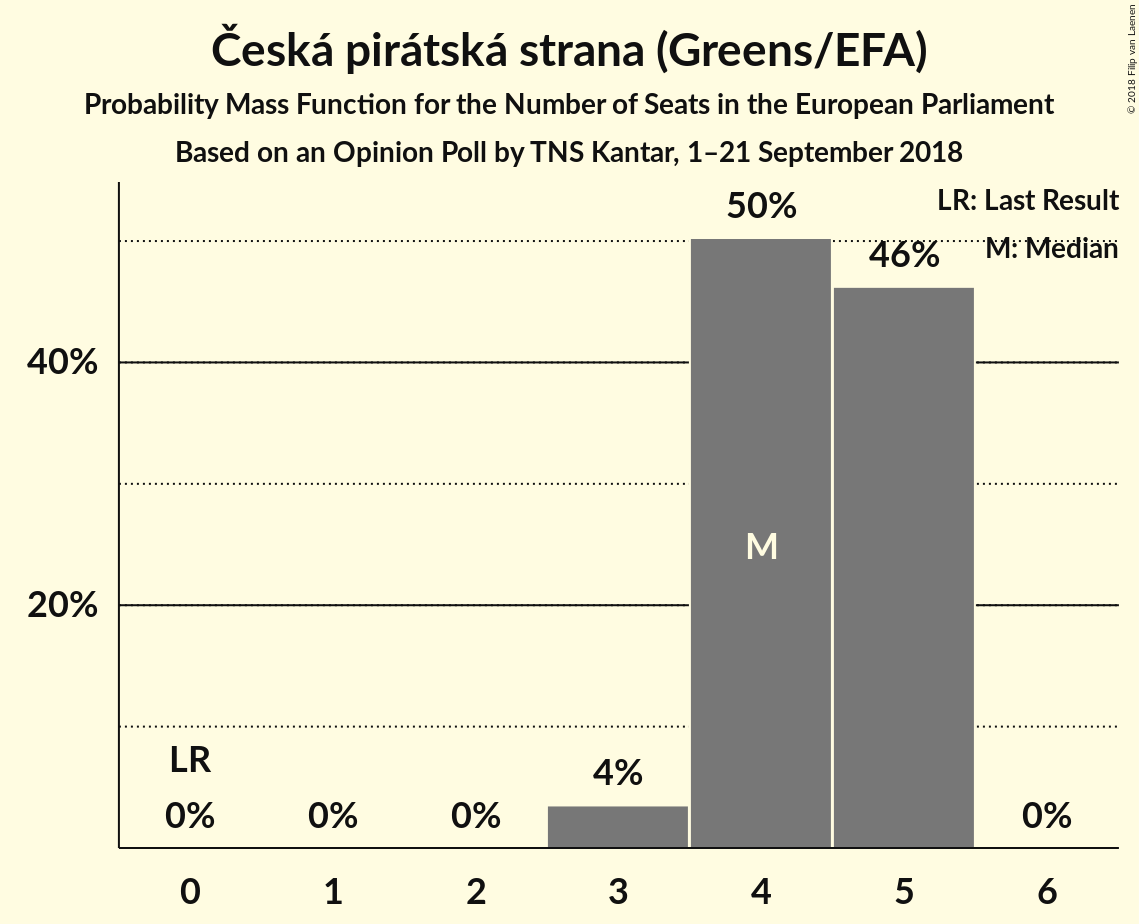 Česká pirátská strana (Greens/EFA)
Probability Mass Function for the Number of Seats in the European Parliament
Based on an Opinion Poll by TNS Kantar, 1–21 September 2018
© 2018 Filip van Laenen
LR: Last Result
M: Median
50%
46%
40%
M
20%
LR
4%
0%
0%
0%
0%
0
1
2
3
4
5
6